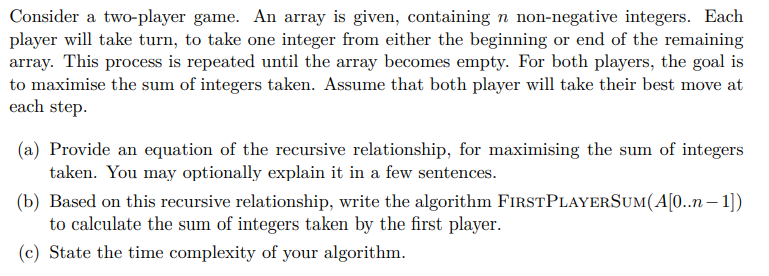 Consider a two-player game. An array is given, containing n non-negative integers. Each
player will take turn, to take one integer from either the beginning or end of the remaining
array. This process is repeated until the array becomes empty. For both players, the goal is
to maximise the sum of integers taken. Assume that both player will take their best move at
each step.
(a) Provide an equation of the recursive relationship, for maximising the sum of integers
taken. You may optionally explain it in a few sentences.
(b) Based on this recursive relationship, write the algorithm FIRSTPLAYERSUM(A[0..n − 1])
to calculate the sum of integers taken by the first player.
(c) State the time complexity of your algorithm.